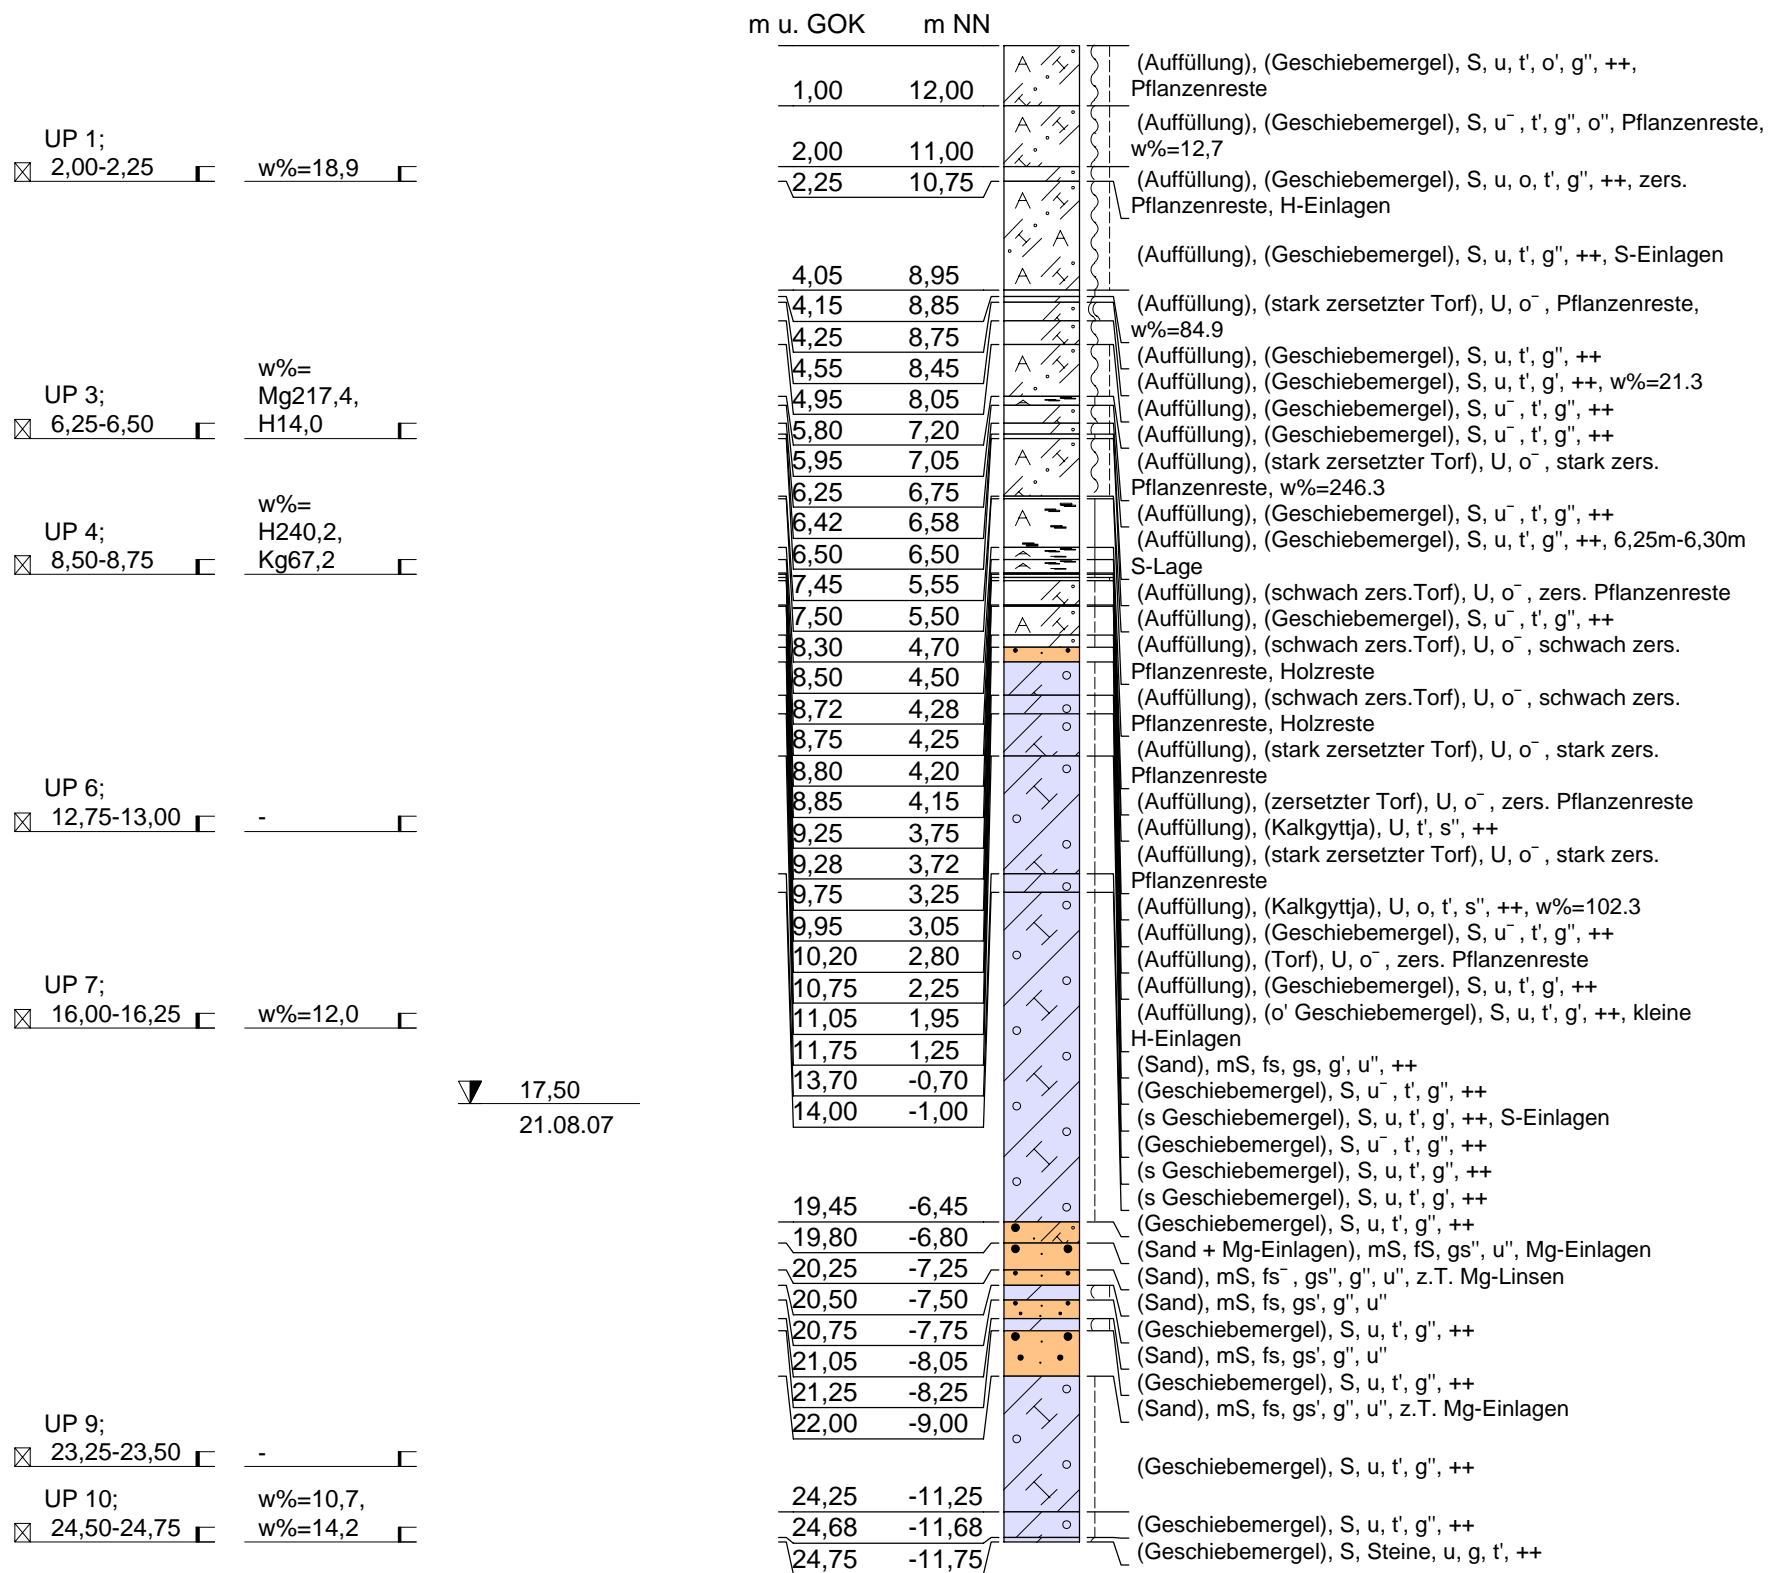 m u. GOK m NN
UP 1;
2,00-2,25 w%=18,9
UP 3;
6,25-6,50
w%=
Mg217,4,
H14,0
UP 4;
8,50-8,75
w%=
H240,2,
Kg67,2
UP 6;
12,75-13,00 -
UP 7;
16,00-16,25 w%=12,0
17,50
21.08.07
UP 9;
23,25-23,50 -
UP 10;
24,50-24,75
w%=10,7,
w%=14,2
1,00 12,00
2,00 11,00
2,25 10,75
4,05 8,95
4,15 8,85
4,25 8,75
4,55 8,45
4,95 8,05
5,80 7,20
5,95 7,05
6,25 6,75
6,42 6,58
6,50 6,50
7,45 5,55
7,50 5,50
8,30 4,70
8,50 4,50
8,72 4,28
8,75 4,25
8,80 4,20
8,85 4,15
9,25 3,75
9,28 3,72
9,75 3,25
9,95 3,05
10,20 2,80
10,75 2,25
11,05 1,95
11,75 1,25
13,70 -0,70
14,00 -1,00
19,45 -6,45
19,80 -6,80
20,25 -7,25
20,50 -7,50
20,75 -7,75
21,05 -8,05
21,25 -8,25
22,00 -9,00
24,25 -11,25
24,68 -11,68
24,75 -11,75
(Auffüllung), (Geschiebemergel), S, u, t', o', g'', ++,
Pflanzenreste
(Auffüllung), (Geschiebemergel), S, u¯ , t', g'', o'', Pflanzenreste,
w%=12,7
(Auffüllung), (Geschiebemergel), S, u, o, t', g'', ++, zers.
Pflanzenreste, H-Einlagen
(Auffüllung), (Geschiebemergel), S, u, t', g'', ++, S-Einlagen
(Auffüllung), (stark zersetzter Torf), U, o¯ , Pflanzenreste,
w%=84.9
(Auffüllung), (Geschiebemergel), S, u, t', g'', ++
(Auffüllung), (Geschiebemergel), S, u, t', g', ++, w%=21.3
(Auffüllung), (Geschiebemergel), S, u¯ , t', g'', ++
(Auffüllung), (Geschiebemergel), S, u¯ , t', g'', ++
(Auffüllung), (stark zersetzter Torf), U, o¯ , stark zers.
Pflanzenreste, w%=246.3
(Auffüllung), (Geschiebemergel), S, u¯ , t', g'', ++
(Auffüllung), (Geschiebemergel), S, u, t', g'', ++, 6,25m-6,30m
S-Lage
(Auffüllung), (schwach zers.Torf), U, o¯ , zers. Pflanzenreste
(Auffüllung), (Geschiebemergel), S, u¯ , t', g'', ++
(Auffüllung), (schwach zers.Torf), U, o¯ , schwach zers.
Pflanzenreste, Holzreste
(Auffüllung), (schwach zers.Torf), U, o¯ , schwach zers.
Pflanzenreste, Holzreste
(Auffüllung), (stark zersetzter Torf), U, o¯ , stark zers.
Pflanzenreste
(Auffüllung), (zersetzter Torf), U, o¯ , zers. Pflanzenreste
(Auffüllung), (Kalkgyttja), U, t', s'', ++
(Auffüllung), (stark zersetzter Torf), U, o¯ , stark zers.
Pflanzenreste
(Auffüllung), (Kalkgyttja), U, o, t', s'', ++, w%=102.3
(Auffüllung), (Geschiebemergel), S, u¯ , t', g'', ++
(Auffüllung), (Torf), U, o¯ , zers. Pflanzenreste
(Auffüllung), (Geschiebemergel), S, u, t', g', ++
(Auffüllung), (o' Geschiebemergel), S, u, t', g', ++, kleine
H-Einlagen
(Sand), mS, fs, gs, g', u'', ++
(Geschiebemergel), S, u¯ , t', g'', ++
(s Geschiebemergel), S, u, t', g', ++, S-Einlagen
(Geschiebemergel), S, u¯ , t', g'', ++
(s Geschiebemergel), S, u, t', g'', ++
(s Geschiebemergel), S, u, t', g', ++
(Geschiebemergel), S, u, t', g'', ++
(Sand + Mg-Einlagen), mS, fS, gs'', u'', Mg-Einlagen
(Sand), mS, fs¯ , gs'', g'', u'', z.T. Mg-Linsen
(Sand), mS, fs, gs', g'', u''
(Geschiebemergel), S, u, t', g'', ++
(Sand), mS, fs, gs', g'', u''
(Geschiebemergel), S, u, t', g'', ++
(Sand), mS, fs, gs', g'', u'', z.T. Mg-Einlagen
(Geschiebemergel), S, u, t', g'', ++
(Geschiebemergel), S, u, t', g'', ++
(Geschiebemergel), S, Steine, u, g, t', ++